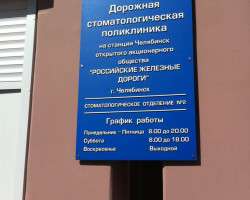 Дорожная
стоматологическая
поликлиника
на станции Челябинск
открытого акционерного
общества
"РОССИЙСКИЕ ЖЕЛЕЗНЫЕ
ДОРОГИ"
г. Челябинск
СТОМАТОЛОГИЧЕСКОЕ ОТДЕЛЕНИЕ №2
График работы
Понедельник - Пятница 8.00 до 20.00
Суббота 8.00 до 18.00
Воскресенье Выходной